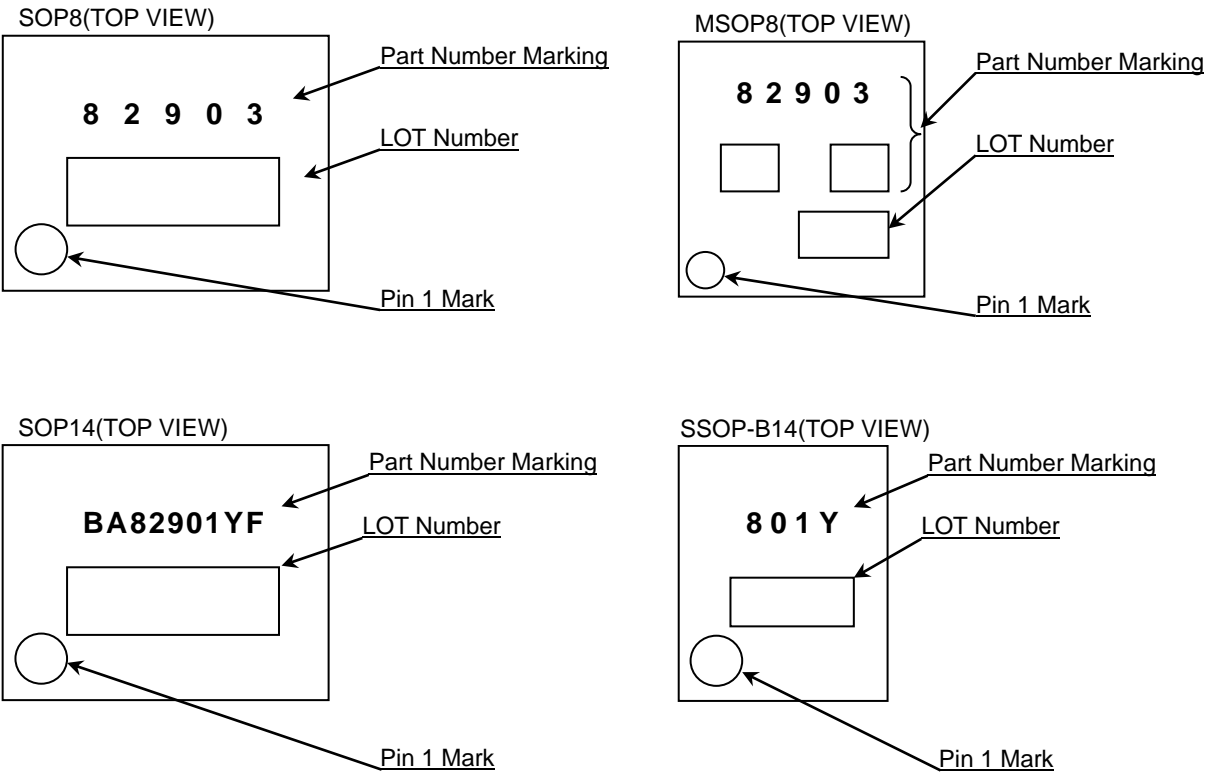 SOP8(TOP VIEW)
Part Number Marking
8 2 9 0 3
LOT Number
Pin 1 Mark
MSOP8(TOP VIEW)
Part Number Marking
8 2 9 0 3
LOT Number
Pin 1 Mark
SOP14(TOP VIEW)
Part Number Marking
BA82901YF
LOT Number
Pin 1 Mark
SSOP-B14(TOP VIEW)
Part Number Marking
8 0 1 Y
LOT Number
Pin 1 Mark